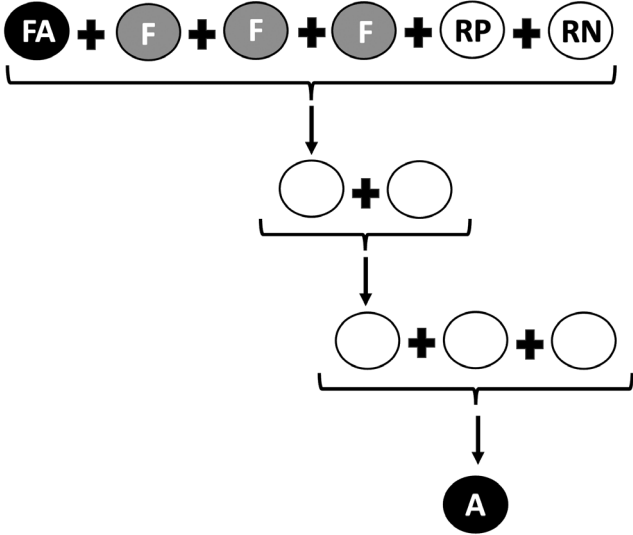 FA + F + F + F + RP + RN
+
+ +
A